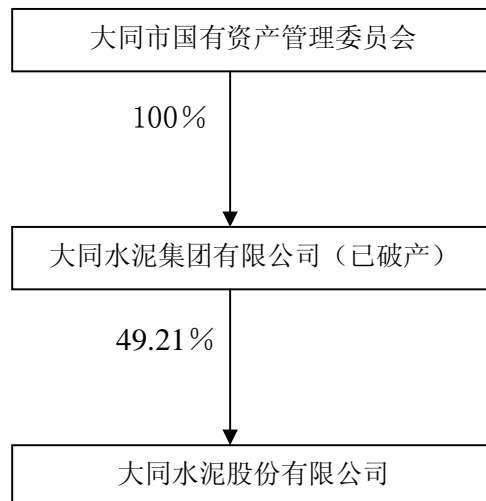 大同市国有资产管理委员会
100％
大同水泥集团有限公司（已破产）
49.21％
大同水泥股份有限公司